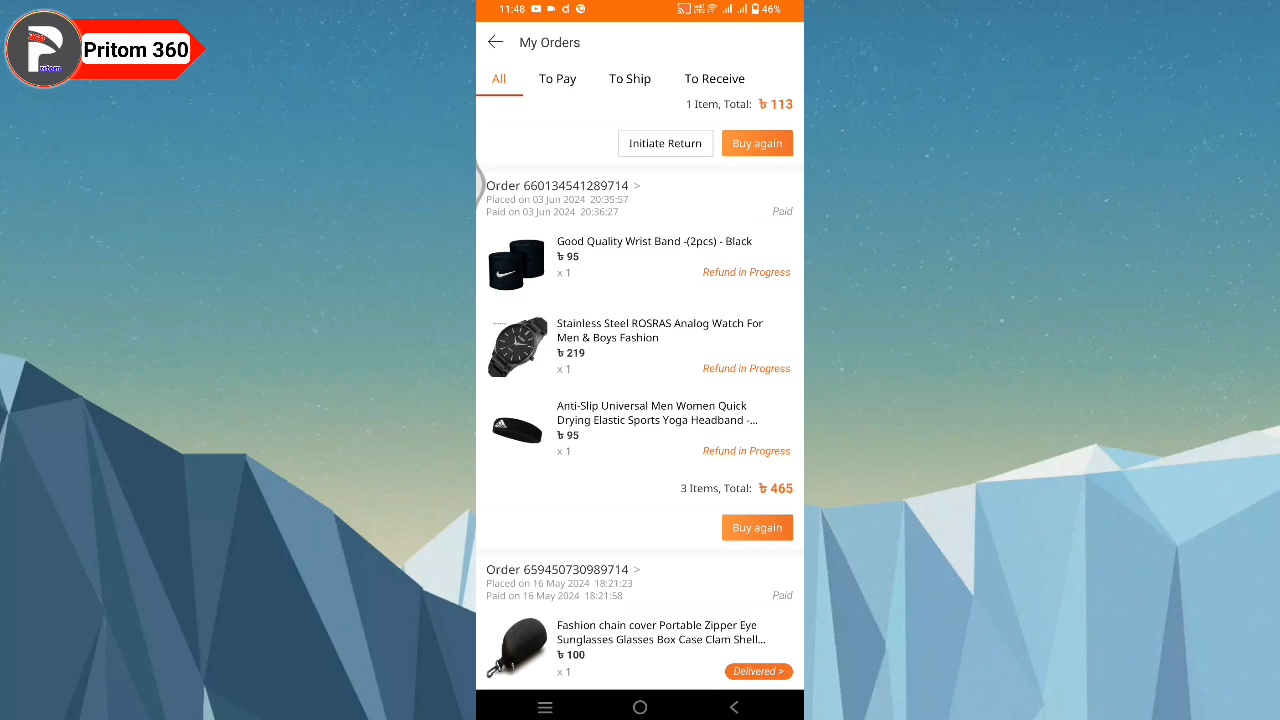 360
Pritom
Pritom 360
11:48
46%
My Orders
All
To Pay
To Ship
To Receive
1 Item, Total: ৳ 113
Initiate Return
Buy again
Order 660134541289714 >
Placed on 03 Jun 2024 20:35:57
Paid on 03 Jun 2024 20:36:27
Paid
Good Quality Wrist Band -(2pcs) - Black
৳ 95
x 1
Refund in Progress
Stainless Steel ROSRAS Analog Watch For
Men & Boys Fashion
৳ 219
x 1
Refund in Progress
Anti-Slip Universal Men Women Quick
Drying Elastic Sports Yoga Headband -...
৳ 95
x 1
Refund in Progress
3 Items, Total: ৳ 465
Buy again
Order 659450730989714 >
Placed on 16 May 2024 18:21:23
Paid on 16 May 2024 18:21:58
Paid
Fashion chain cover Portable Zipper Eye
Sunglasses Glasses Box Case Clam Shell...
৳ 100
x 1
Delivered >